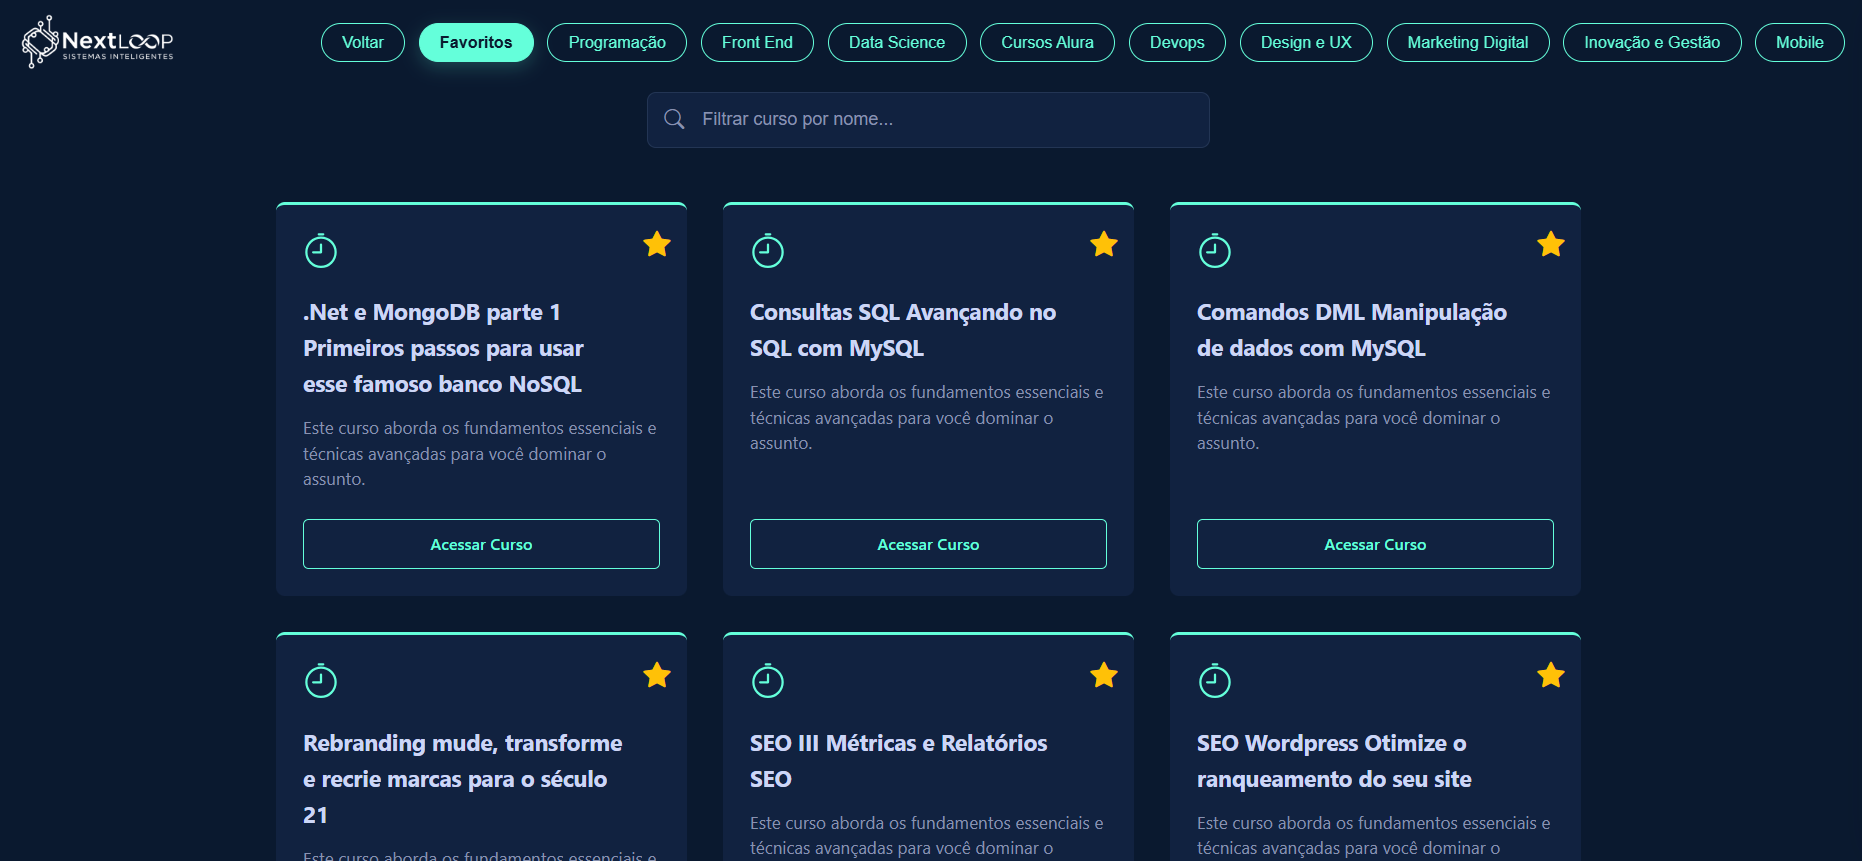 NextLOOP
SISTEMAS INTELIGENTES
Voltar
Favoritos
Programação
Front End
Data Science
Cursos Alura
Devops
Design e UX
Marketing Digital
Inovação e Gestão
Mobile
Filtrar curso por nome...
.Net e MongoDB parte 1
Primeiros passos para usar
esse famoso banco NoSQL
Este curso aborda os fundamentos essenciais e
técnicas avançadas para você dominar o
assunto.
Acessar Curso
Consultas SQL Avançando no
SQL com MySQL
Este curso aborda os fundamentos essenciais e
técnicas avançadas para você dominar o
assunto.
Acessar Curso
Comandos DML Manipulação
de dados com MySQL
Este curso aborda os fundamentos essenciais e
técnicas avançadas para você dominar o
assunto.
Acessar Curso
Rebranding mude, transforme
e recrie marcas para o século
21
Este curso aborda os fundamentos essenciais e
SEO III Métricas e Relatórios
SEO
Este curso aborda os fundamentos essenciais e
técnicas avançadas para você dominar o
SEO Wordpress Otimize o
ranqueamento do seu site
Este curso aborda os fundamentos essenciais e
técnicas avançadas para você dominar o